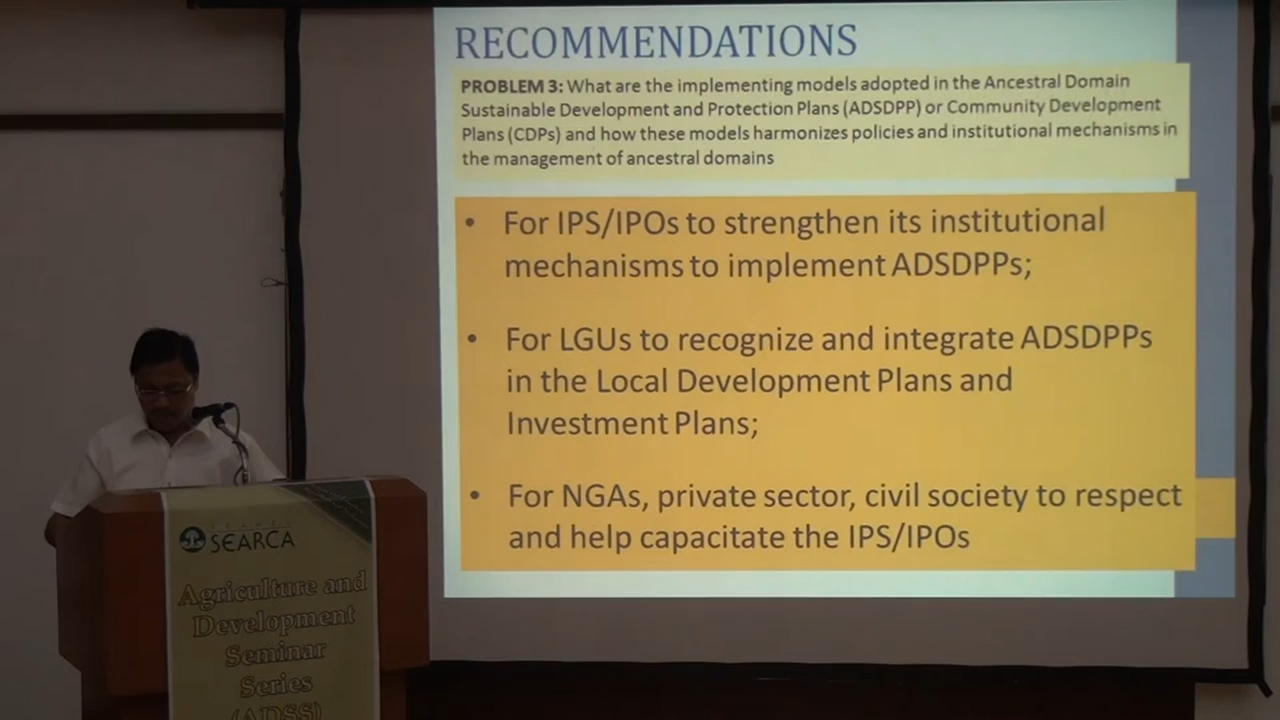 RECOMMENDATIONS
PROBLEM 3: What are the implementing models adopted in the Ancestral Domain
Sustainable Development and Protection Plans (ADSDPP) or Community Development
Plans (CDPs) and how these models harmonizes policies and institutional mechanisms in
the management of ancestral domains
• For IPS/IPOs to strengthen its institutional
mechanisms to implement ADSDPPs;
• For LGUs to recognize and integrate ADSDPPs
in the Local Development Plans and
Investment Plans;
• For NGAs, private sector, civil society to respect
and help capacitate the IPS/IPOs
SEARCA
Agriculture and
Development
Seminar
Series
(ADSS)